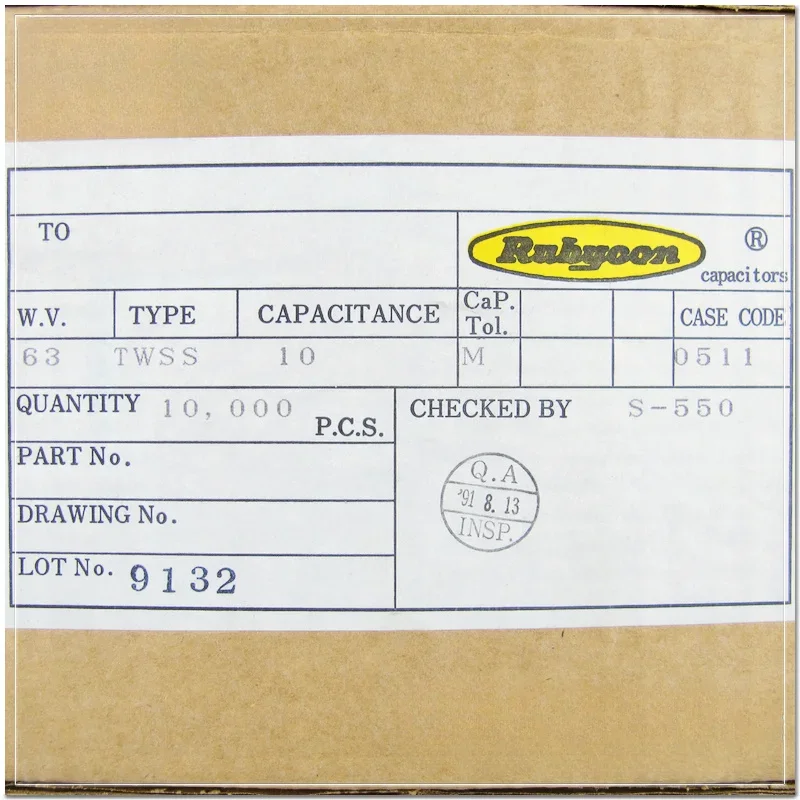 TO
Rubycon ®
capacitors
W.V. TYPE CAPACITANCE CaP. Tol. CASE CODE
63 TWSS 10 M 0511
QUANTITY 10,000 P.C.S.
CHECKED BY S-550
PART No.
DRAWING No.
LOT No. 9132
Q.A
'91 8. 13
INSP.